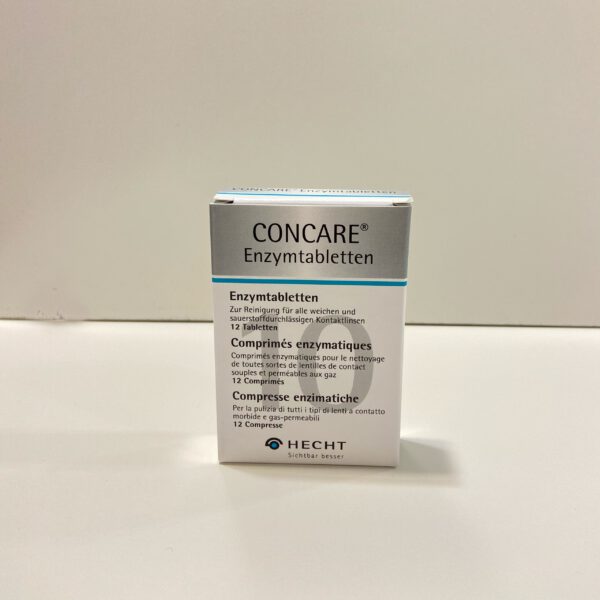 CONCARE® Enzymtabletten
CONCARE®
Enzymtabletten
10
Enzymtabletten
Zur Reinigung für alle weichen und
sauerstoffdurchlässigen Kontaktlinsen
12 Tabletten
Comprimés enzymatiques
Comprimés enzymatiques pour le nettoyage
de toutes sortes de lentilles de contact
souples et perméables aux gaz
12 Comprimés
Compresse enzimatiche
Per la pulizia di tutti i tipi di lenti a contatto
morbide e gas-permeabili
12 Compresse
HECHT
Sichtbar besser